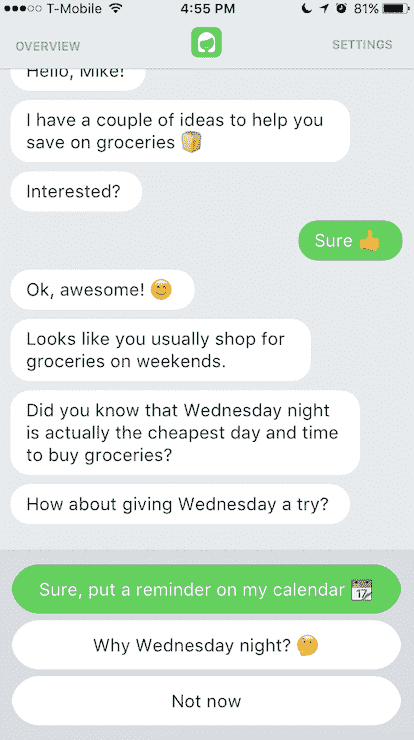 T-Mobile 4:55 PM 81%
OVERVIEW SETTINGS
Hello, Mike!
I have a couple of ideas to help you
save on groceries
Interested?
Sure 👍
Ok, awesome! 😊
Looks like you usually shop for
groceries on weekends.
Did you know that Wednesday night
is actually the cheapest day and time
to buy groceries?
How about giving Wednesday a try?
Sure, put a reminder on my calendar 📆
Why Wednesday night? 🤔
Not now